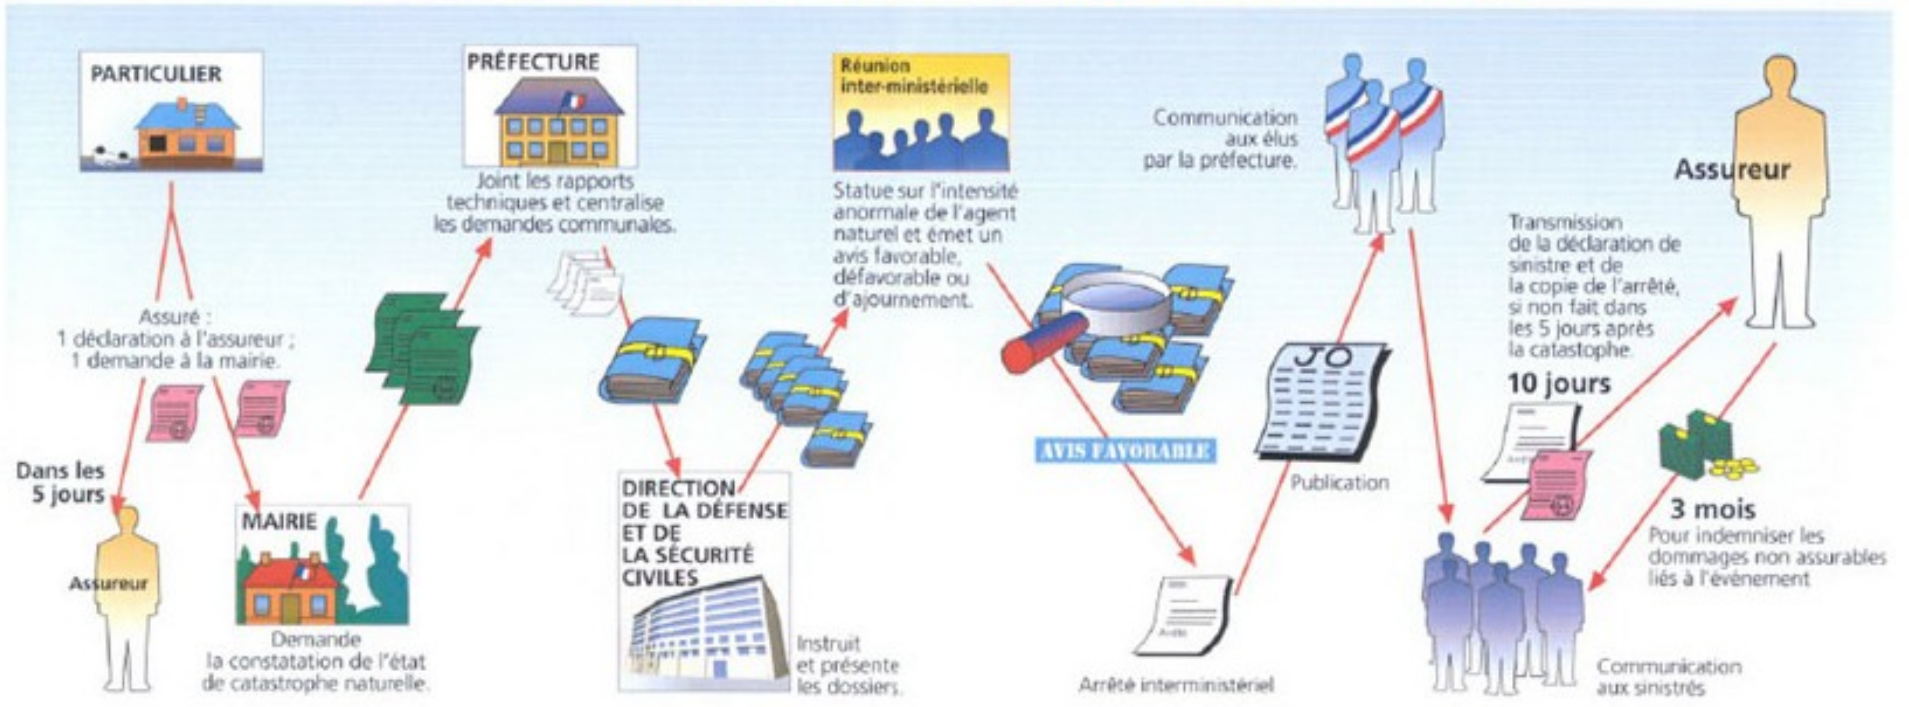 PARTICULIER
Assuré :
1 déclaration à l'assureur ;
1 demande à la mairie.
Dans les
5 jours
Assureur
MAIRIE
Demande
la constatation de l'état
de catastrophe naturelle.
PRÉFECTURE
Joint les rapports
techniques et centralise
les demandes communales.
DIRECTION
DE LA DÉFENSE
ET DE
LA SÉCURITÉ
CIVILES
Instruit
et présente
les dossiers.
Réunion
inter-ministérielle
Statue sur l'intensité
anormale de l'agent
naturel et émet un
avis favorable,
défavorable ou
d'ajournement.
AVIS FAVORABLE
Arrêté interministériel
JO
Publication
Communication
aux élus
par la préfecture.
Communication
aux sinistrés
Transmission
de la déclaration de
sinistre et de
la copie de l'arrêté,
si non fait dans
les 5 jours après
la catastrophe.
10 jours
Assureur
3 mois
Pour indemniser les
dommages non assurables
liés à l'événement